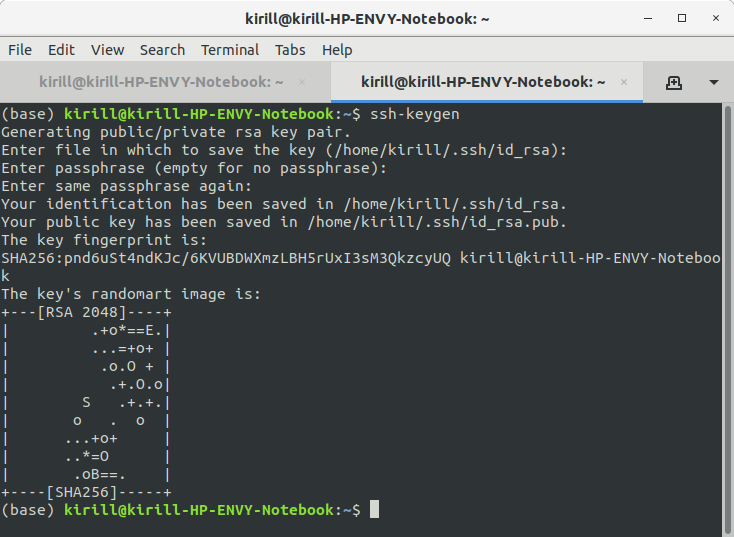 kirill@kirill-HP-ENVY-Notebook: ~
File Edit View Search Terminal Tabs Help
kirill@kirill-HP-ENVY-Notebook: ~ × kirill@kirill-HP-ENVY-Notebook: ~ ×
(base) kirill@kirill-HP-ENVY-Notebook:~$ ssh-keygen
Generating public/private rsa key pair.
Enter file in which to save the key (/home/kirill/.ssh/id_rsa):
Enter passphrase (empty for no passphrase):
Enter same passphrase again:
Your identification has been saved in /home/kirill/.ssh/id_rsa.
Your public key has been saved in /home/kirill/.ssh/id_rsa.pub.
The key fingerprint is:
SHA256:pnd6uSt4ndKJc/6KVUBDWXmzLBH5rUxI3sM3QkzcyUQ kirill@kirill-HP-ENVY-Noteboo
k
The key's randomart image is:
+---[RSA 2048]----+
|         .+o*==E.|
|         ...=+o+ |
|          .o.O + |
|           .+.O.o|
|        S   .+.+.|
|       o   .  o  |
|      ...+o+     |
|      ..*=O      |
|       .oB==.    |
+----[SHA256]-----+
(base) kirill@kirill-HP-ENVY-Notebook:~$